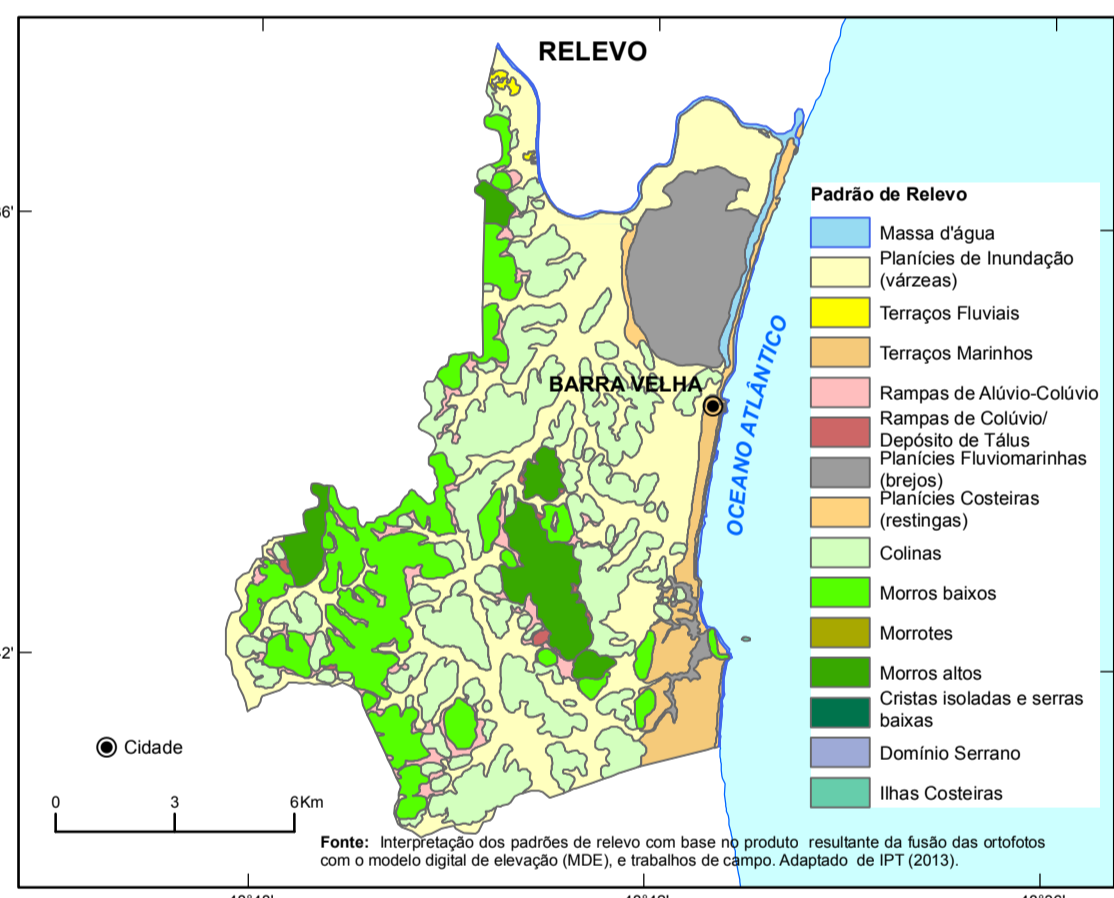 RELEVO
Padrão de Relevo
Massa d'água
Planícies de Inundação
(várzeas)
Terraços Fluviais
Terraços Marinhos
Rampas de Alúvio-Colúvio
Rampas de Colúvio/
Depósito de Tálus
Planícies Fluviomarinhas
(brejos)
Planícies Costeiras
(restingas)
Colinas
Morros baixos
Morrotes
Morros altos
Cristas isoladas e serras
baixas
Domínio Serrano
Ilhas Costeiras
BARRA VELHA
OCEANO ATLÂNTICO
Cidade
0 3 6Km
Fonte: Interpretação dos padrões de relevo com base no produto resultante da fusão das ortofotos
com o modelo digital de elevação (MDE), e trabalhos de campo. Adaptado de IPT (2013).